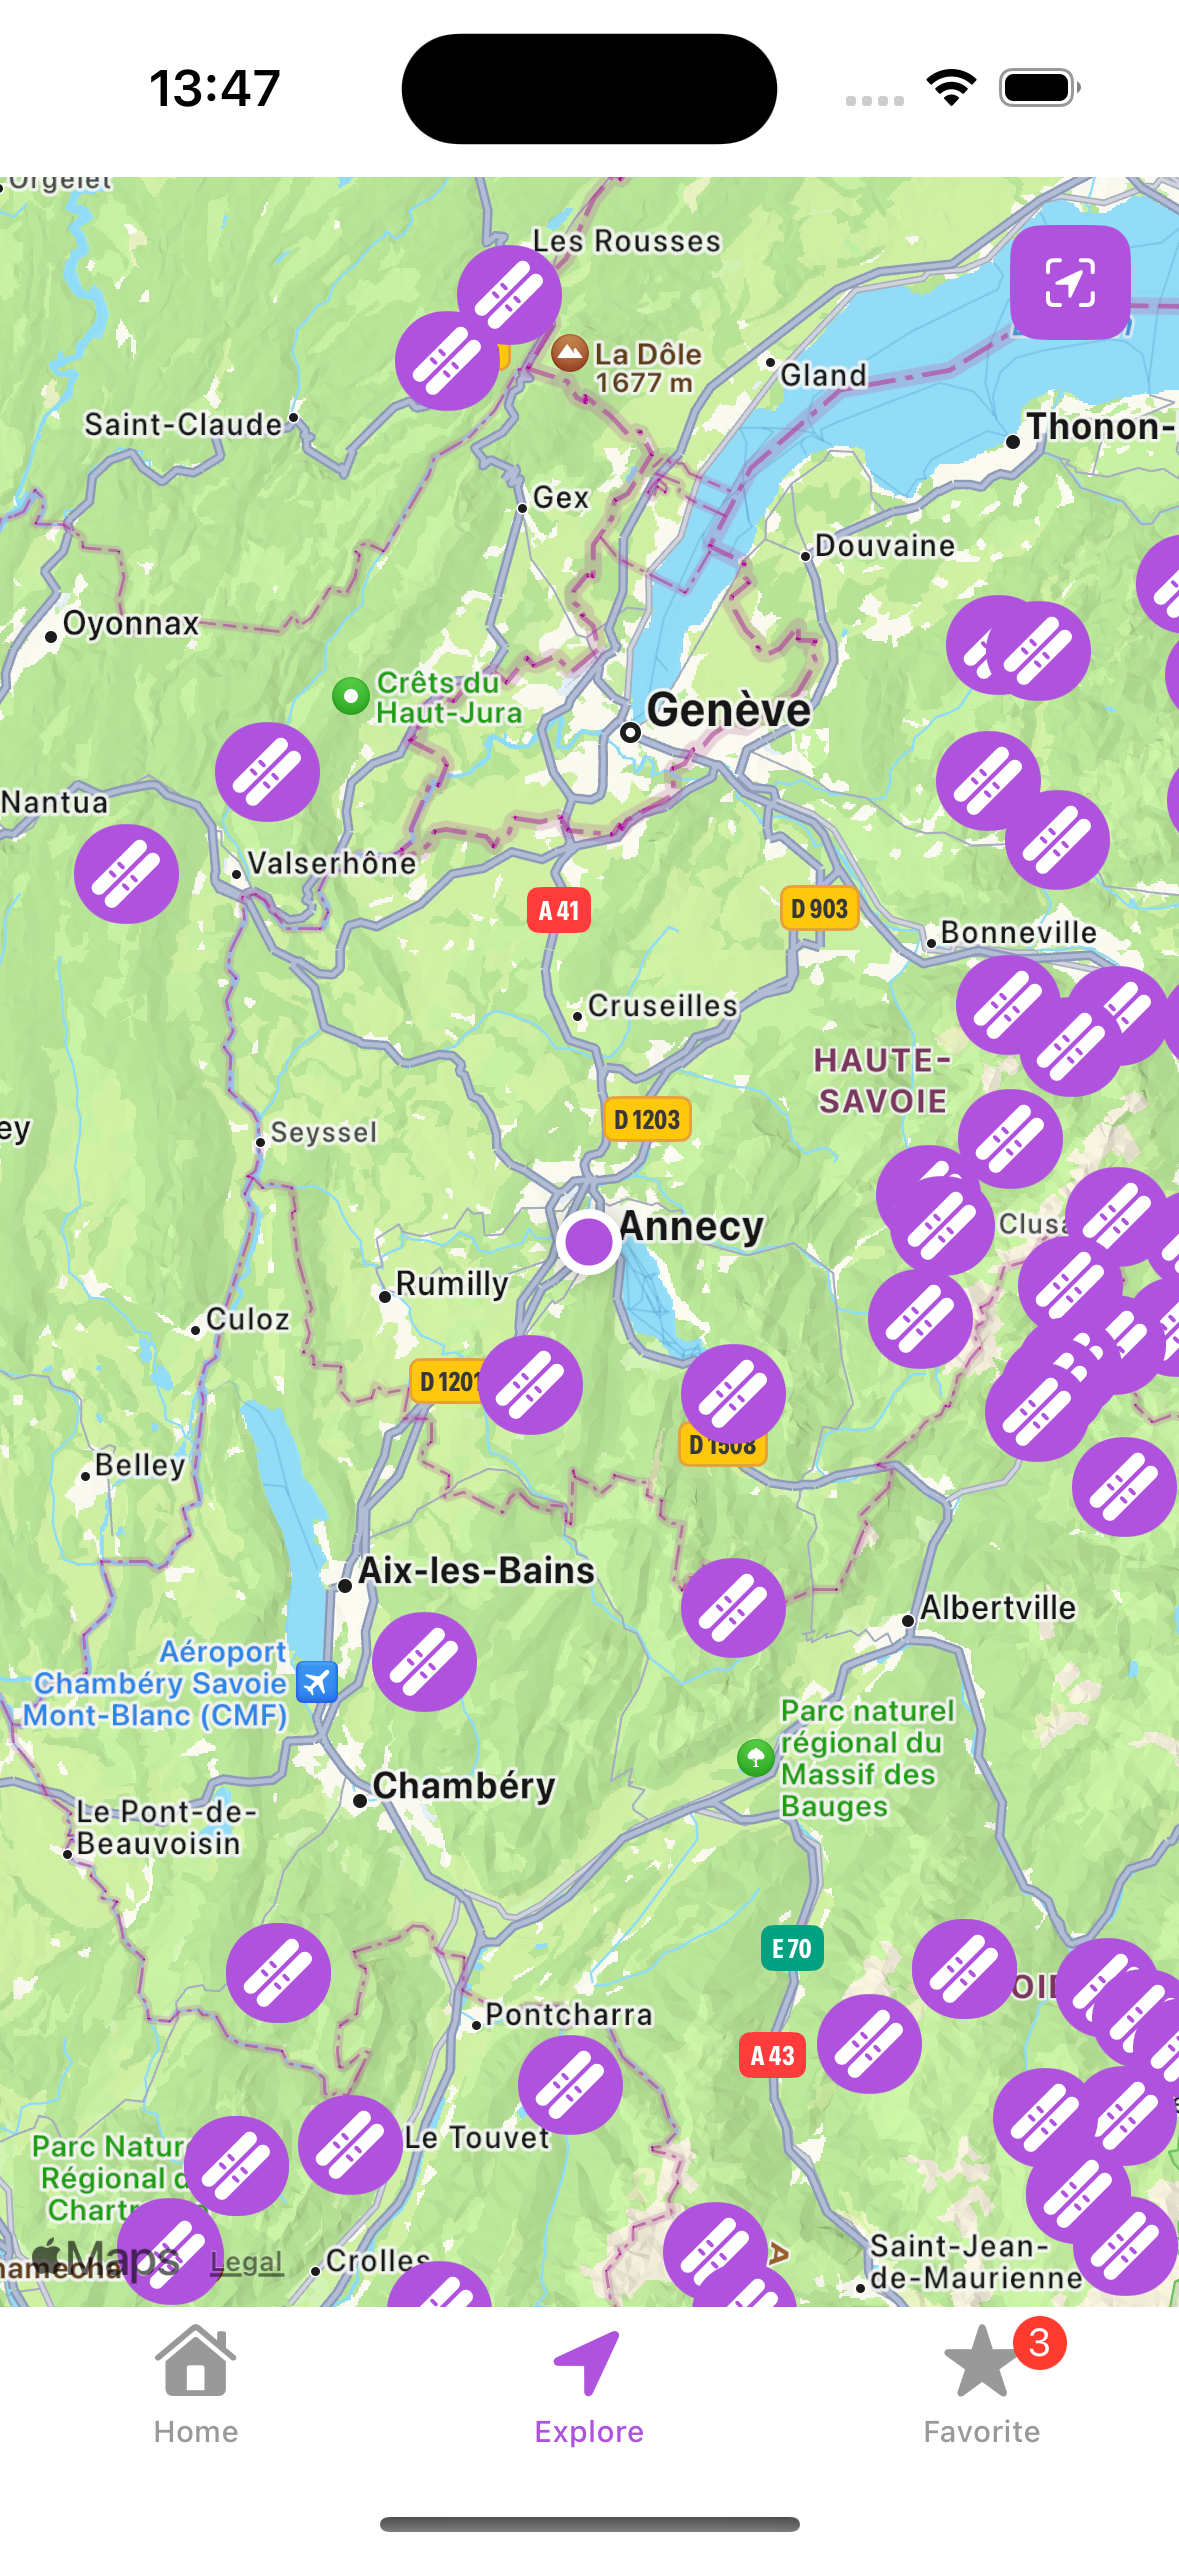 13:47
Orgelet
Les Rousses
La Dôle
1677 m
Gland
Saint-Claude
Thonon-
Gex
Douvaine
Oyonnax
Crêts du
Haut-Jura
Genève
Nantua
Valserhône
A 41
D 903
Bonneville
Cruseilles
HAUTE-
SAVOIE
D 1203
ey
Seyssel
Clusa
Annecy
Rumilly
Culoz
D 1201
D 1508
Belley
Aix-les-Bains
Albertville
Aéroport
Chambéry Savoie
Mont-Blanc (CMF)
Parc naturel
régional du
Massif des
Bauges
Chambéry
Le Pont-de-
Beauvoisin
E 70
OIE
Pontcharra
A 43
Le Touvet
Parc Natur
Régional d
Chartr
Maps
Legal
hamecha
Crolles
Saint-Jean-
de-Maurienne
3
Home
Explore
Favorite